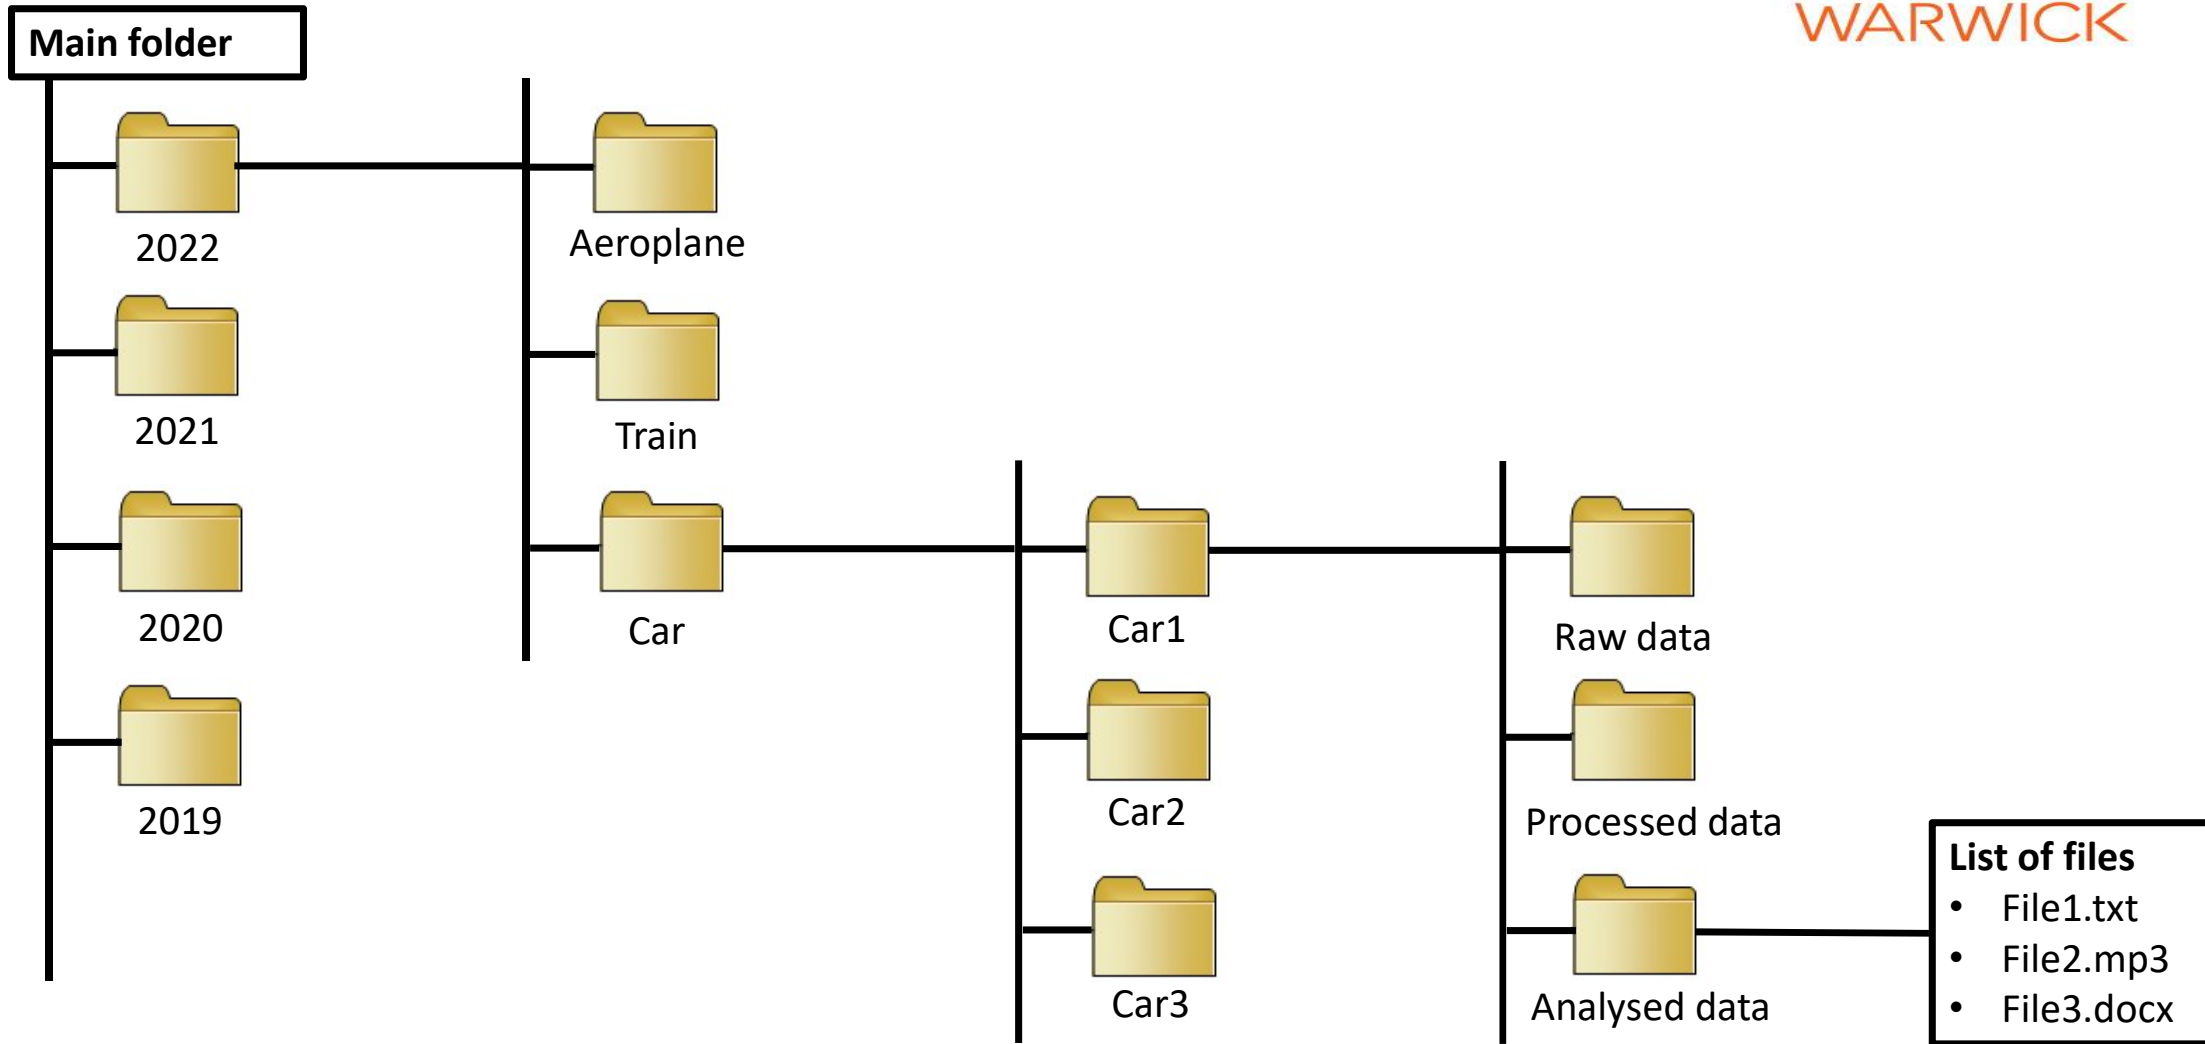 WARWICK
Main folder
2022
Aeroplane
2021
Train
2020
Car
Car1
Raw data
2019
Car2
Processed data
Car3
Analysed data
List of files
• File1.txt
• File2.mp3
• File3.docx